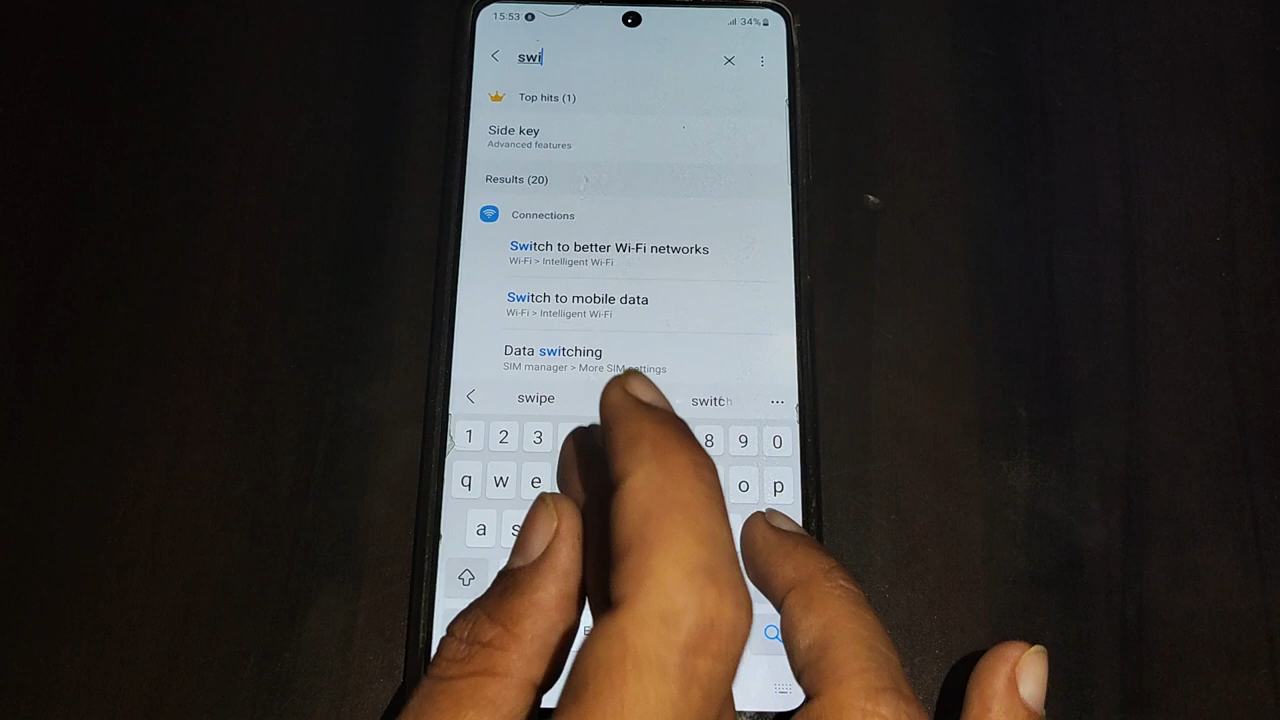 15:53 34%
swi
Top hits (1)
Side key
Advanced features
Results (20)
Connections
Switch to better Wi-Fi networks
Wi-Fi > Intelligent Wi-Fi
Switch to mobile data
Wi-Fi > Intelligent Wi-Fi
Data switching
SIM manager > More SIM settings
swipe switch
1 2 3 8 9 0
q w e o p
a s
E